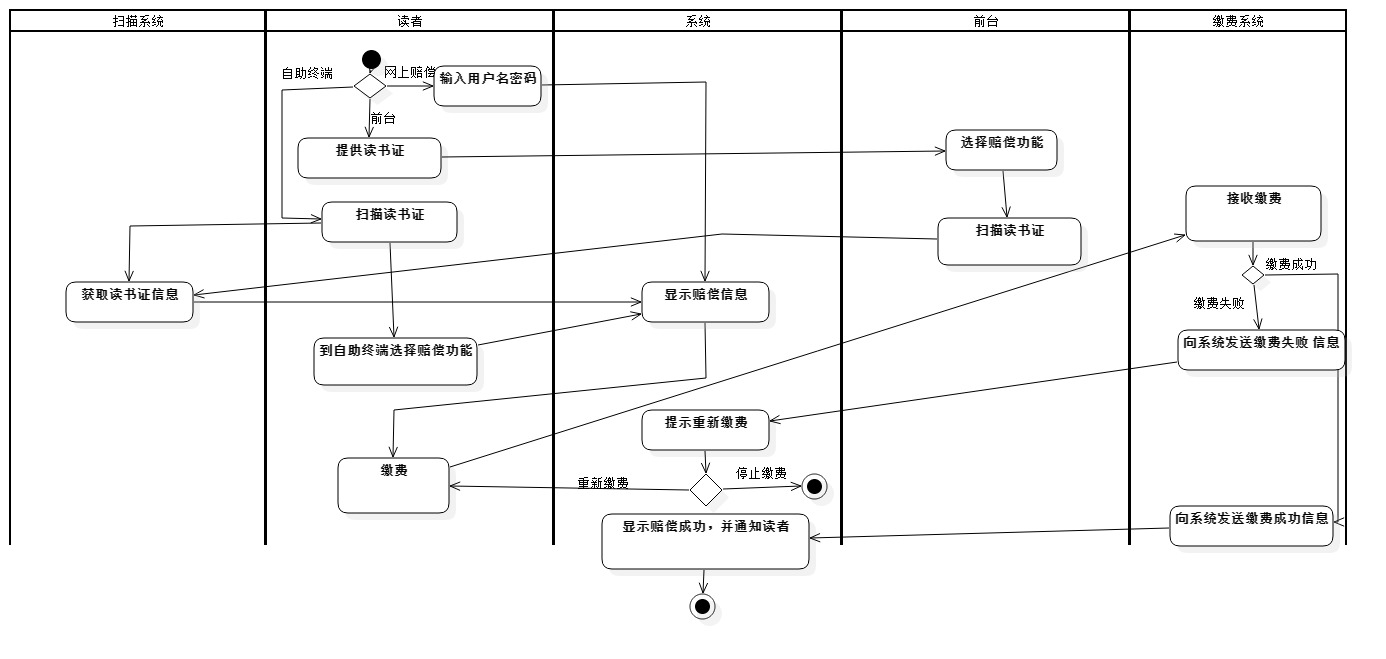 扫描系统
读者
系统
前台
缴费系统
自助终端
网上赔偿
输入用户名密码
前台
提供读书证
选择赔偿功能
扫描读书证
扫描读书证
接收缴费
缴费成功
获取读书证信息
显示赔偿信息
缴费失败
到自助终端选择赔偿功能
向系统发送缴费失败 信息
提示重新缴费
缴费
重新缴费
停止缴费
显示赔偿成功，并通知读者
向系统发送缴费成功信息